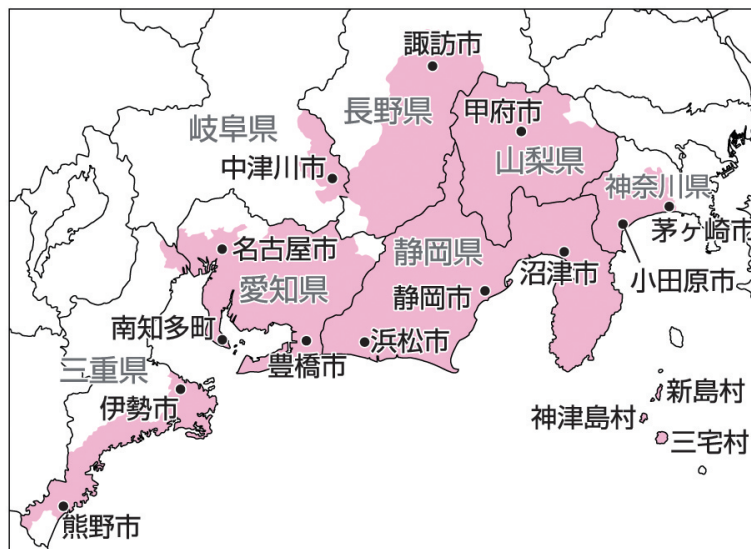 諏訪市
長野県
甲府市
岐阜県
山梨県
中津川市
神奈川県
茅ヶ崎市
名古屋市
静岡県
沼津市
小田原市
愛知県
静岡市
南知多町
豊橋市
浜松市
三重県
伊勢市
新島村
神津島村
三宅村
熊野市